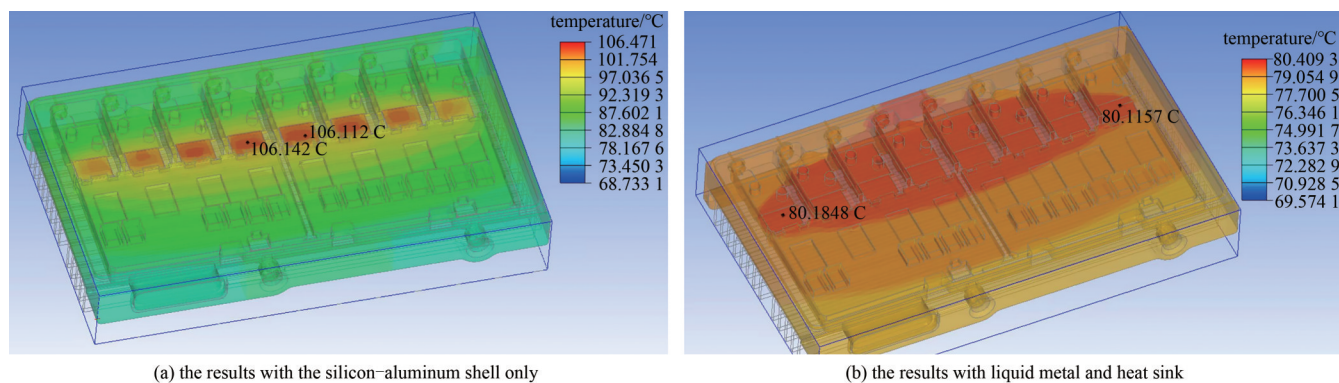 temperature/°C
106.471
101.754
97.036 5
92.319 3
87.602 1
82.884 8
78.167 6
73.450 3
68.733 1
106.112 C
106.142 C
(a) the results with the silicon-aluminum shell only
temperature/°C
80.409 3
79.054 9
77.700 5
76.346 1
74.991 7
73.637 3
72.282 9
70.928 5
69.574 1
80.1157 C
80.1848 C
(b) the results with liquid metal and heat sink